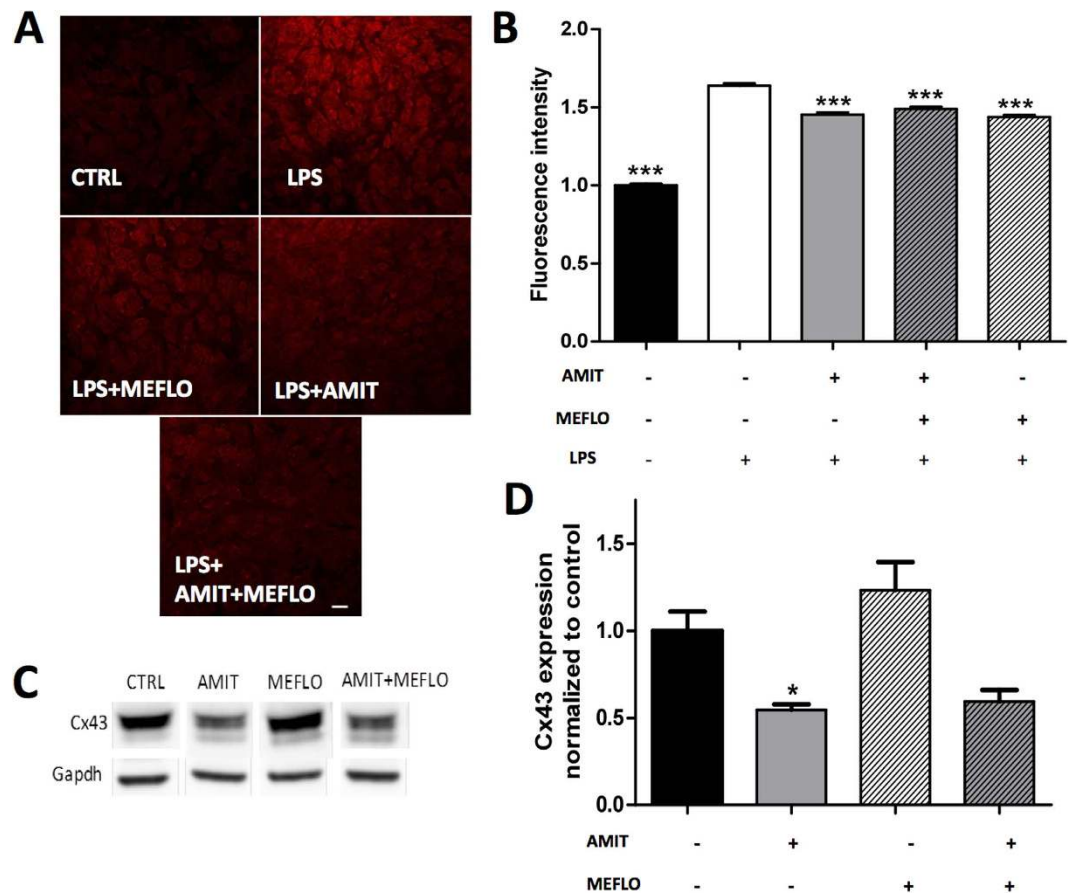 A
CTRL
LPS
LPS+MEFLO
LPS+AMIT
LPS+
AMIT+MEFLO
B
Fluorescence intensity
2.0
1.5
1.0
0.5
0.0
***
***
***
***
AMIT - - + + -
MEFLO - - - + +
LPS - + + + +
C
CTRL AMIT MEFLO AMIT+MEFLO
Cx43
Gapdh
D
Cx43 expression
normalized to control
1.5
1.0
0.5
0.0
*
AMIT - + - +
MEFLO - - + +